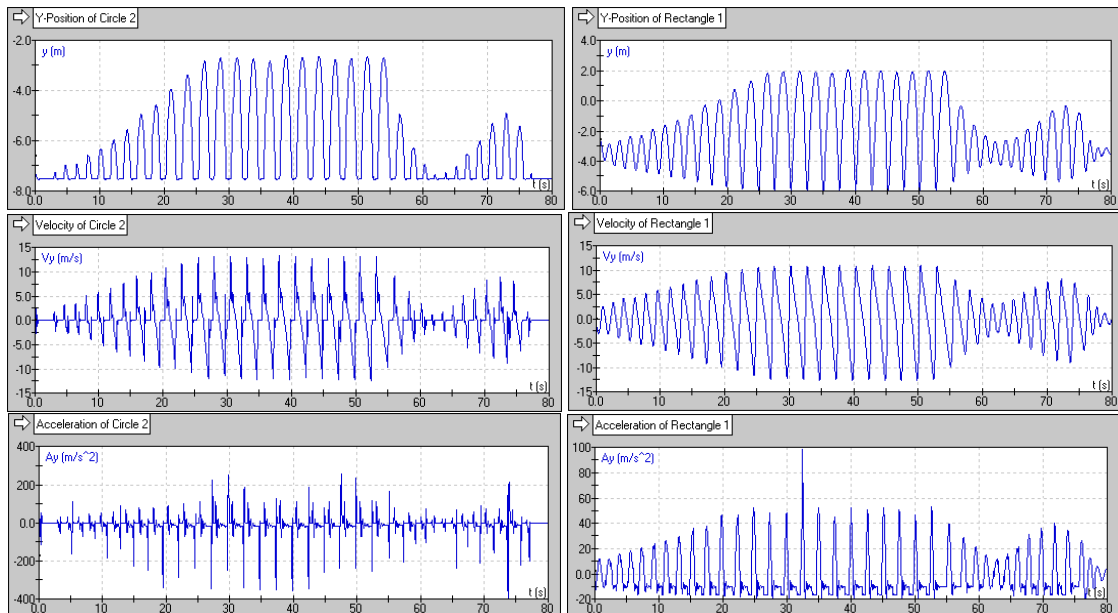 Y-Position of Circle 2
y (m)
-2.0
-4.0
-6.0
-8.0
0.0 10 20 30 40 50 60 70 80
t (s)
Y-Position of Rectangle 1
y (m)
4.0
2.0
0.0
-2.0
-4.0
-6.0
0.0 10 20 30 40 50 60 70 80
t (s)
Velocity of Circle 2
Vy (m/s)
15
10
5.0
0.0
-5.0
-10
-15
0.0 10 20 30 40 50 60 70 80
t (s)
Velocity of Rectangle 1
Vy (m/s)
15
10
5.0
0.0
-5.0
-10
-15
0.0 10 20 30 40 50 60 70 80
t (s)
Acceleration of Circle 2
Ay (m/s^2)
400
200
0.0
-200
-400
0.0 10 20 30 40 50 60 70 80
t (s)
Acceleration of Rectangle 1
Ay (m/s^2)
100
80
60
40
20
0.0
-20
0.0 10 20 30 40 50 60 70 80
t (s)